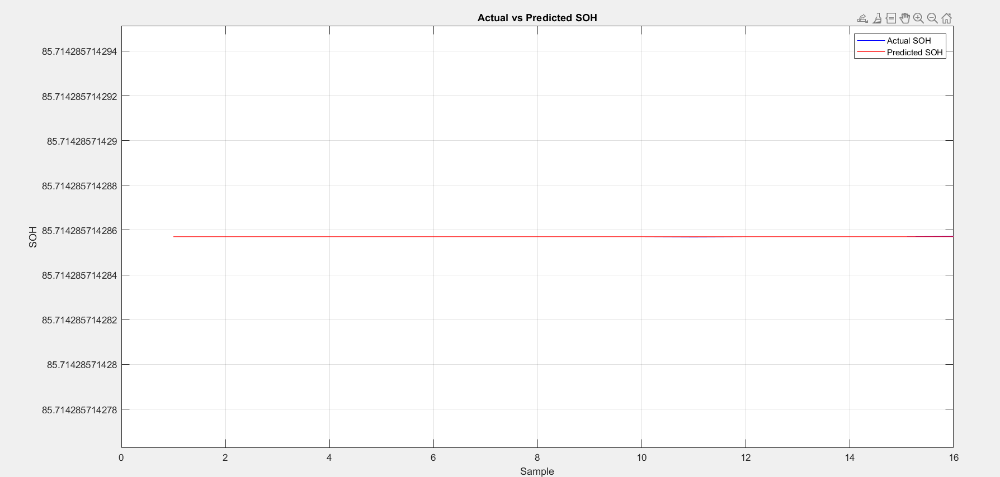 Actual vs Predicted SOH
Actual SOH
Predicted SOH
85.714285714294
85.714285714292
85.71428571429
85.714285714288
85.714285714286
85.714285714284
85.714285714282
85.71428571428
85.714285714278
SOH
0 2 4 6 8 10 12 14 16
Sample